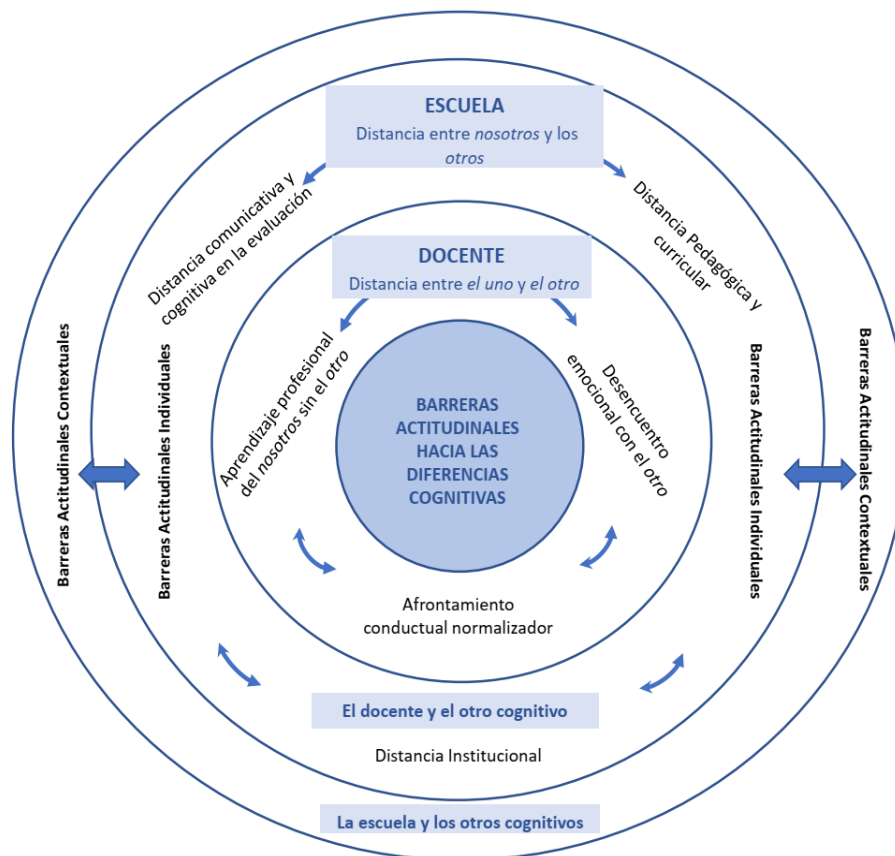 ESCUELA
Distancia entre nosotros y los
otros
Distancia comunicativa y
cognitiva en la evaluación
Distancia Pedagógica y
curricular
DOCENTE
Distancia entre el uno y el otro
Aprendizaje profesional
del nosotros sin el otro
Desencuentro
emocional con el otro
BARRERAS
ACTITUDINALES
HACIA LAS
DIFERENCIAS
COGNITIVAS
Barreras Actitudinales Contextuales
Barreras Actitudinales Individuales
Barreras Actitudinales Individuales
Barreras Actitudinales Contextuales
Afrontamiento
conductual normalizador
El docente y el otro cognitivo
Distancia Institucional
La escuela y los otros cognitivos